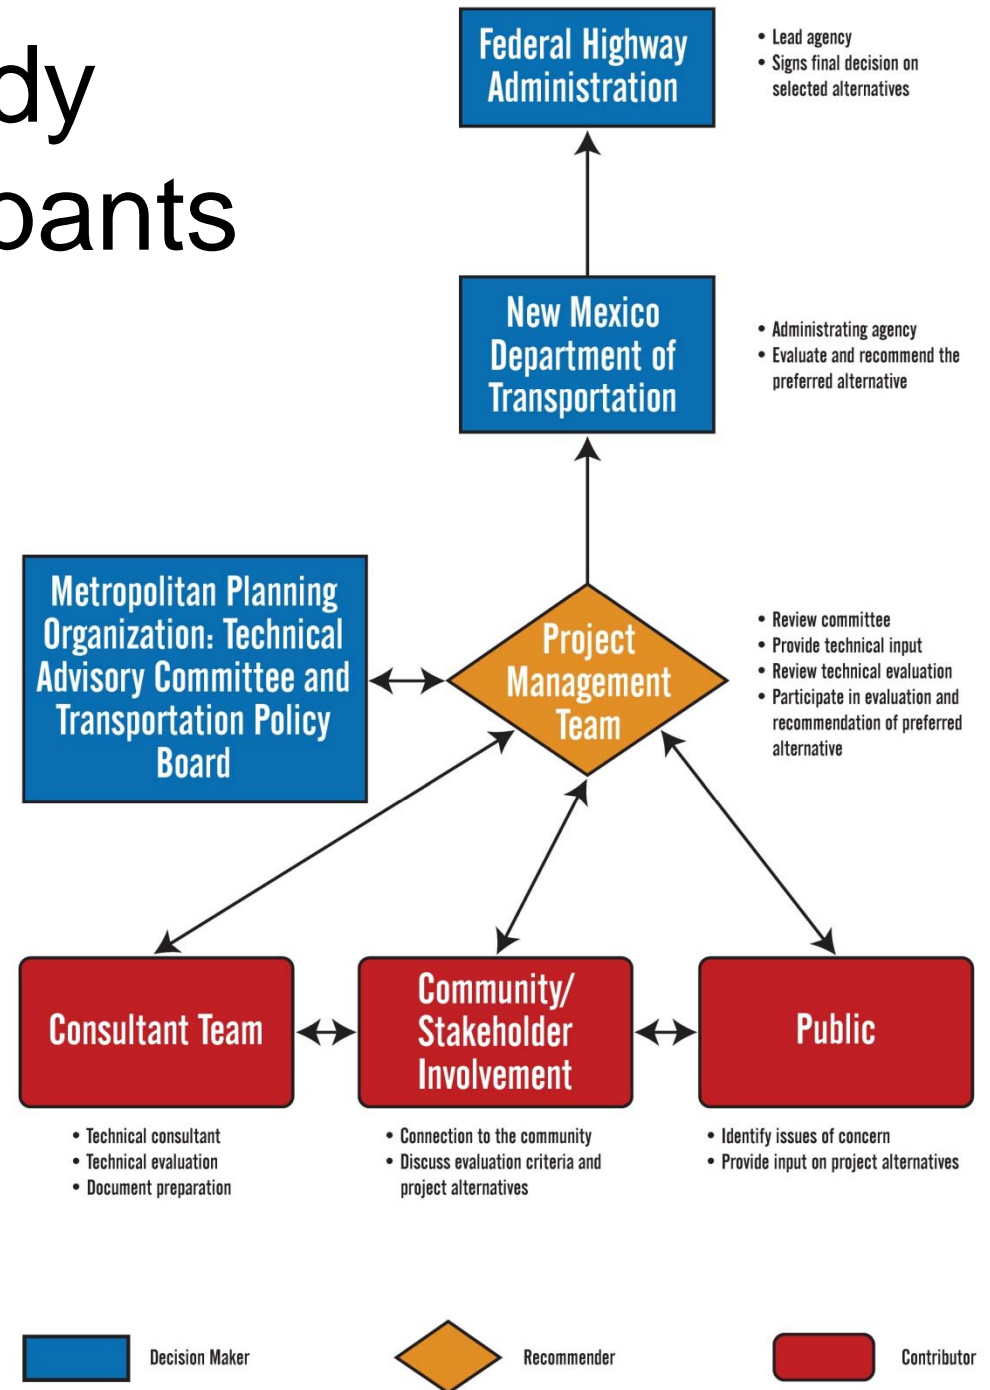 dy
pants
Federal Highway
Administration
• Lead agency
• Signs final decision on
selected alternatives
New Mexico
Department of
Transportation
• Administrating agency
• Evaluate and recommend the
preferred alternative
Metropolitan Planning
Organization: Technical
Advisory Committee and
Transportation Policy
Board
Project
Management
Team
• Review committee
• Provide technical input
• Review technical evaluation
• Participate in evaluation and
recommendation of preferred
alternative
Consultant Team
• Technical consultant
• Technical evaluation
• Document preparation
Community/
Stakeholder
Involvement
• Connection to the community
• Discuss evaluation criteria and
project alternatives
Public
• Identify issues of concern
• Provide input on project alternatives
Decision Maker
Recommender
Contributor